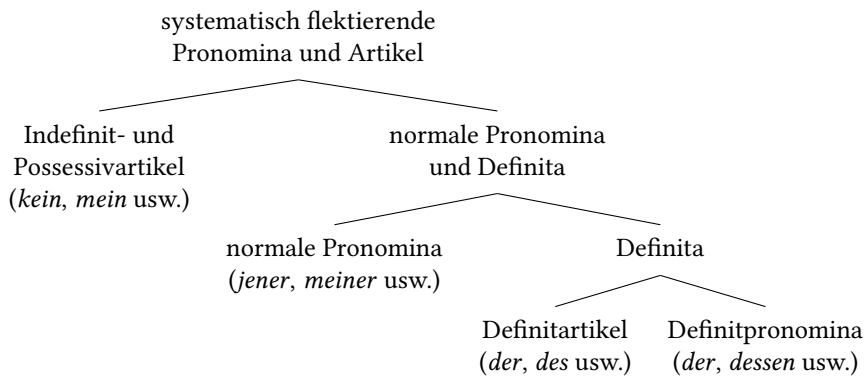 systematisch flektierende
Pronomina und Artikel
Indefinit- und
Possessivartikel
(kein, mein usw.)
normale Pronomina
und Definita
normale Pronomina
(jener, meiner usw.)
Definita
Definitartikel
(der, des usw.)
Definitpronomina
(der, dessen usw.)